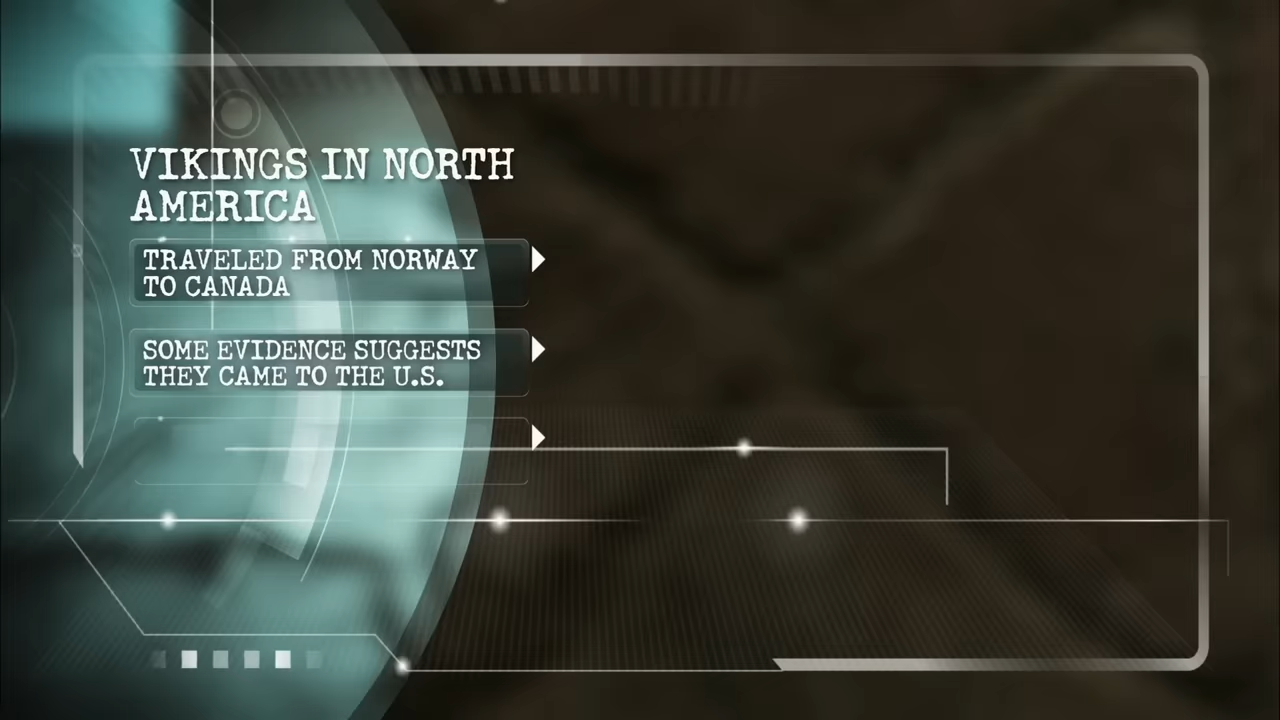 VIKINGS IN NORTH
AMERICA
TRAVELED FROM NORWAY
TO CANADA
SOME EVIDENCE SUGGESTS
THEY CAME TO THE U.S.